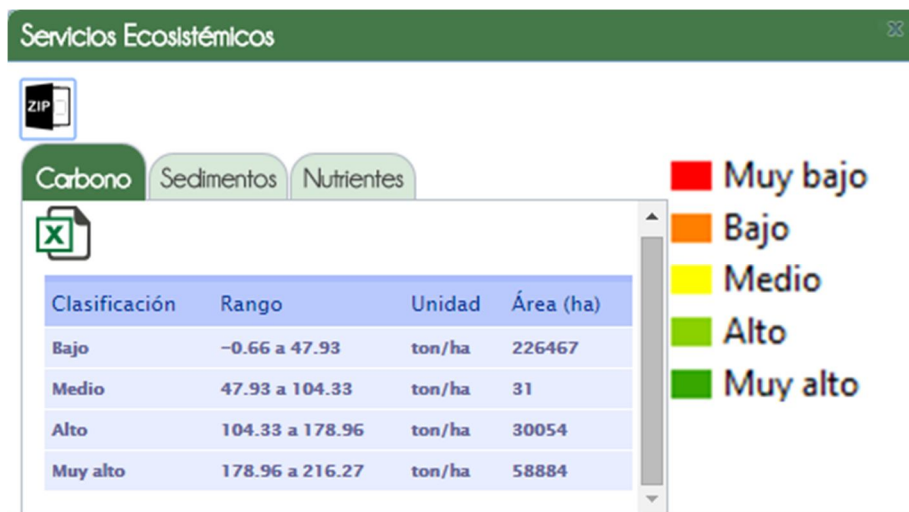 Servicios Ecosistémicos
ZIP
Carbono Sedimentos Nutrientes
X
Clasificación Rango Unidad Área (ha)
Bajo −0.66 a 47.93 ton/ha 226467
Medio 47.93 a 104.33 ton/ha 31
Alto 104.33 a 178.96 ton/ha 30054
Muy alto 178.96 a 216.27 ton/ha 58884
Muy bajo
Bajo
Medio
Alto
Muy alto